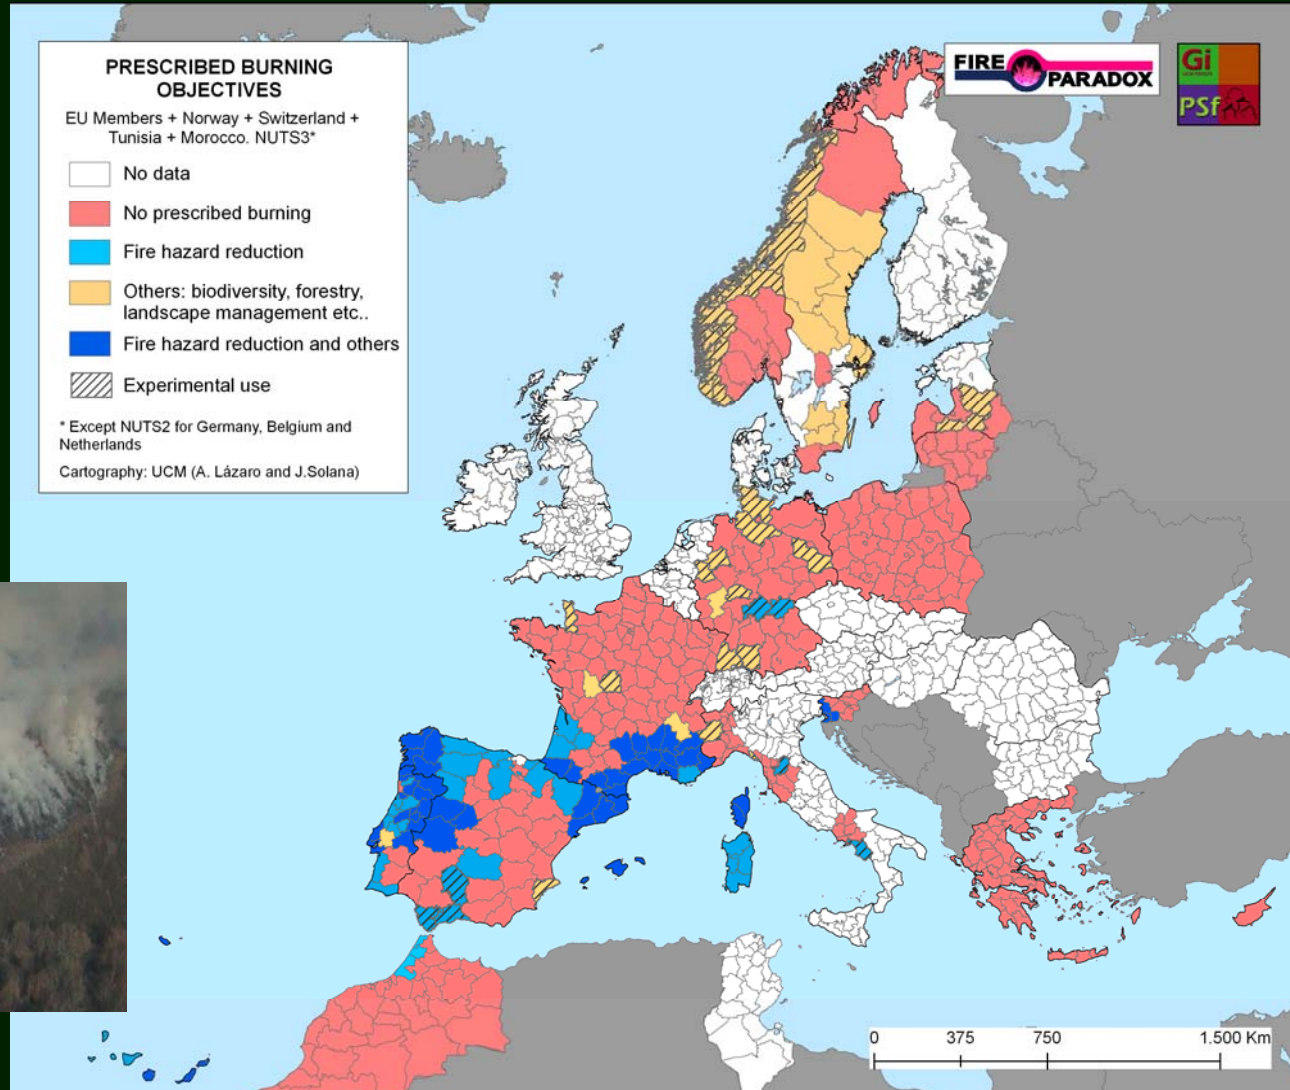 PRESCRIBED BURNING
OBJECTIVES
EU Members + Norway + Switzerland +
Tunisia + Morocco. NUTS3*
No data
No prescribed burning
Fire hazard reduction
Others: biodiversity, forestry,
landscape management etc..
Fire hazard reduction and others
Experimental use
* Except NUTS2 for Germany, Belgium and
Netherlands
Cartography: UCM (A. Lázaro and J.Solana)
FIRE
PARADOX
Gi
PSf
0 375 750 1.500 Km